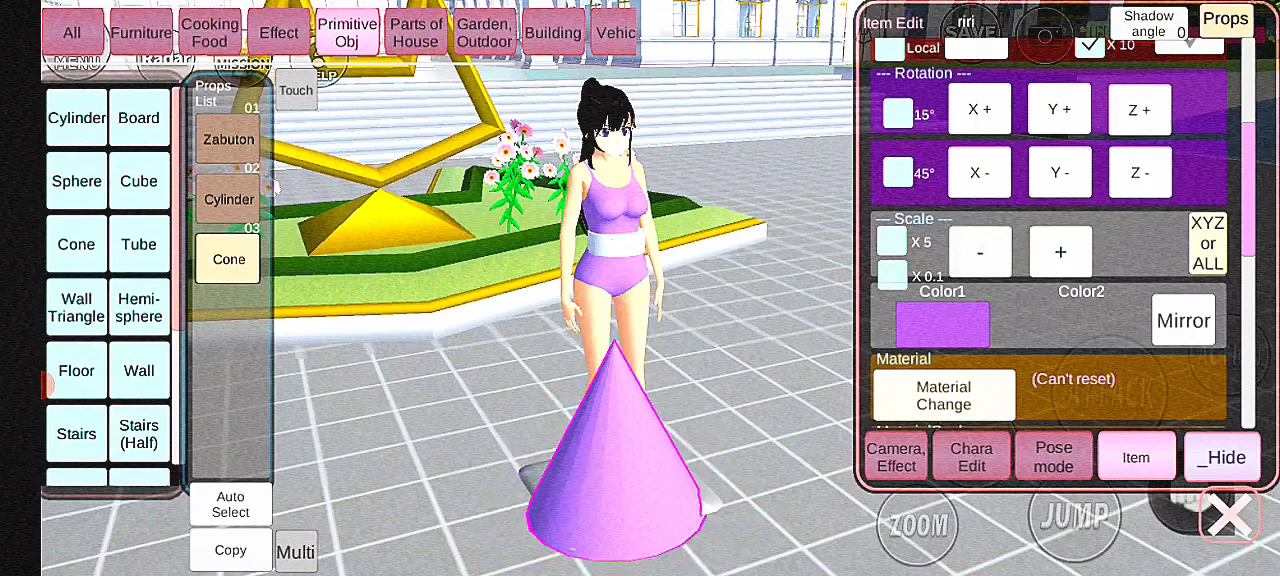 All
Furniture
Cooking
Food
Effect
Primitive
Obj
Parts of
House
Garden,
Outdoor
Building
Vehic
MENU
Radar
MISSION
Touch
Cylinder
Board
Sphere
Cube
Cone
Tube
Wall
Triangle
Hemi-
sphere
Floor
Wall
Stairs
Stairs
(Half)
Props
List
01
Zabuton
02
Cylinder
03
Cone
Auto
Select
Copy
Multi
Item Edit
riri
SAVE
Shadow
angle 0
Props
Local
X 10
--- Rotation ---
15°
X +
Y +
Z +
45°
X -
Y -
Z -
--- Scale ---
X 5
X 0.1
-
+
XYZ
or
ALL
Color1
Color2
Mirror
Material
Material
Change
(Can't reset)
Camera,
Effect
Chara
Edit
Pose
mode
Item
_Hide
ZOOM
JUMP